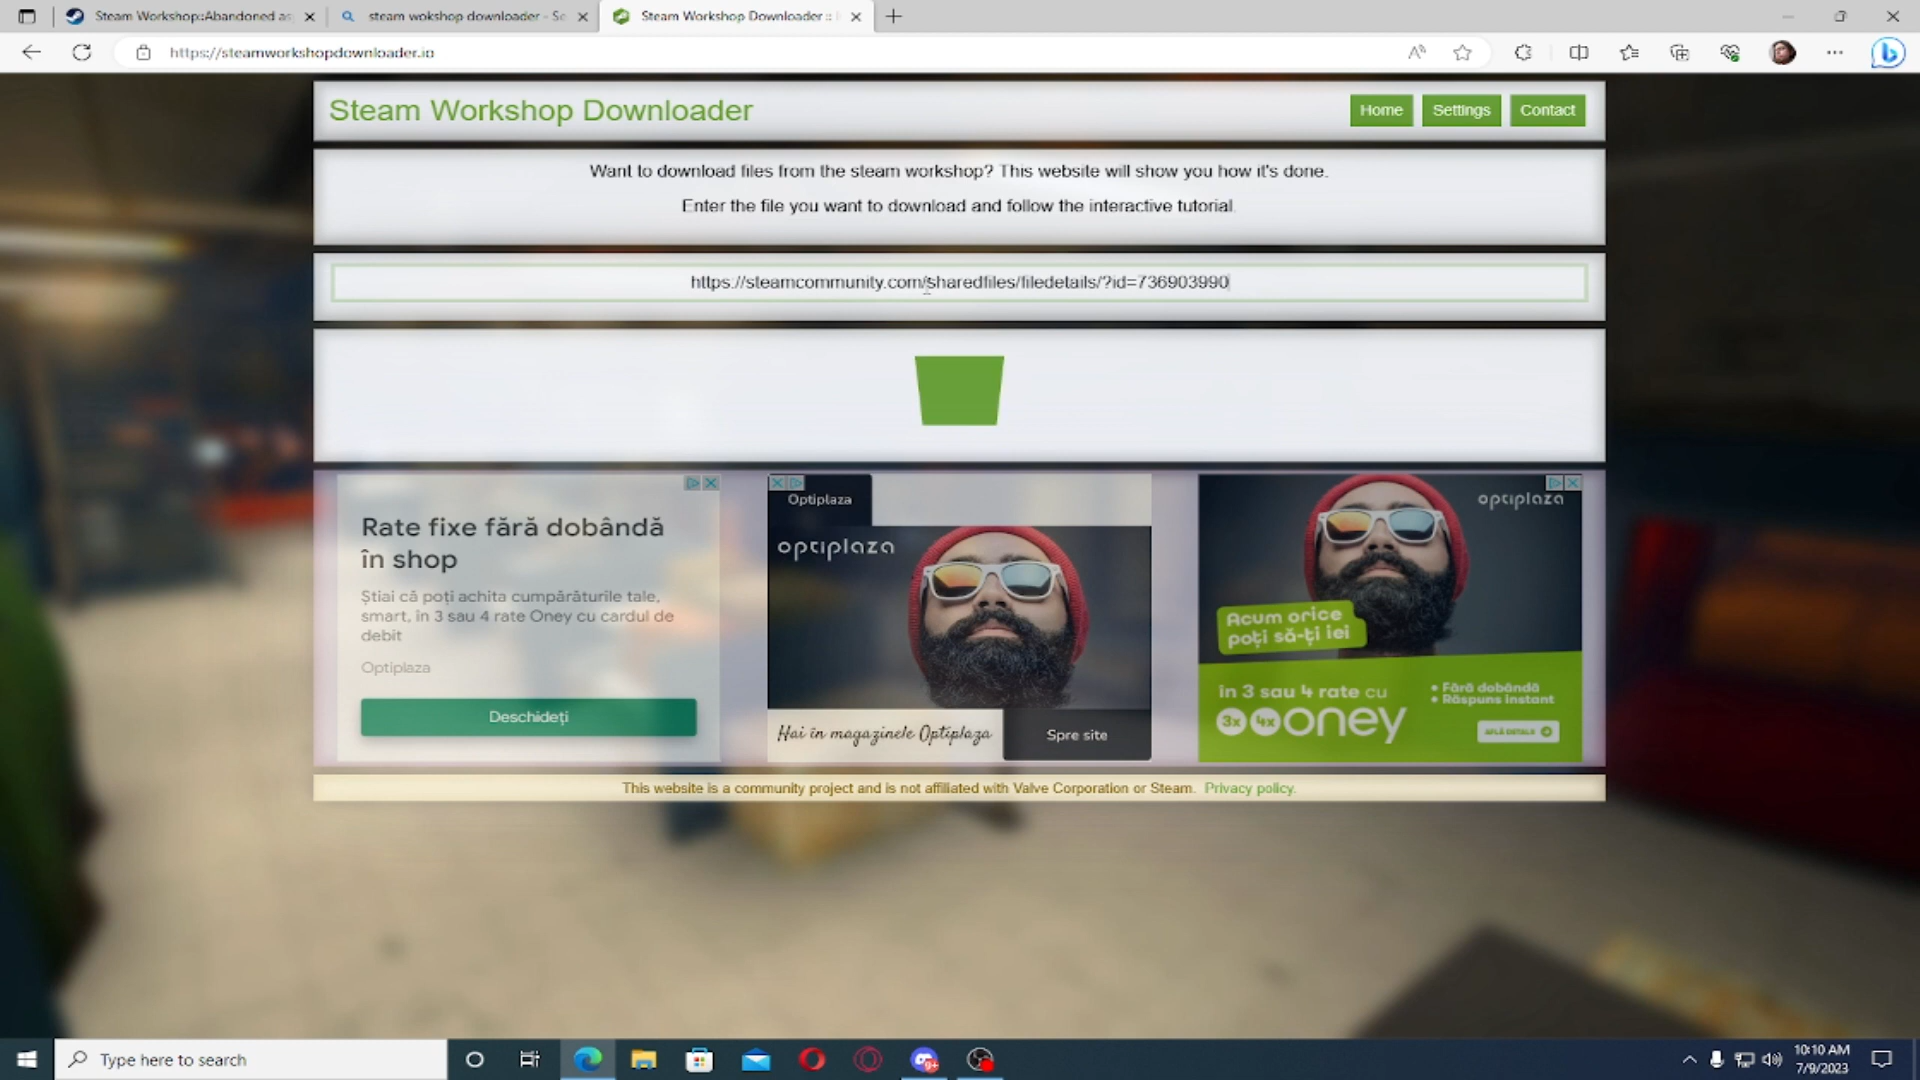 Steam Workshop::Abandoned as
steam wokshop downloader - Se
Steam Workshop Downloader ::
https://steamworkshopdownloader.io
Steam Workshop Downloader
Home
Settings
Contact
Want to download files from the steam workshop? This website will show you how it's done.
Enter the file you want to download and follow the interactive tutorial.
https://steamcommunity.com/sharedfiles/filedetails/?id=736903990
Rate fixe fără dobândă
în shop
Știai că poți achita cumpărăturile tale,
smart, în 3 sau 4 rate Oney cu cardul de
debit
Optiplaza
Deschideți
Optiplaza
optiplaza
Hai în magazinele Optiplaza
Spre site
optiplaza
Acum orice
poți să-ți iei
în 3 sau 4 rate cu
3x 4x oney
• Fără dobândă
• Răspuns instant
AFLĂ DETALII
This website is a community project and is not affiliated with Valve Corporation or Steam. Privacy policy.
Type here to search
10:10 AM
7/9/2023